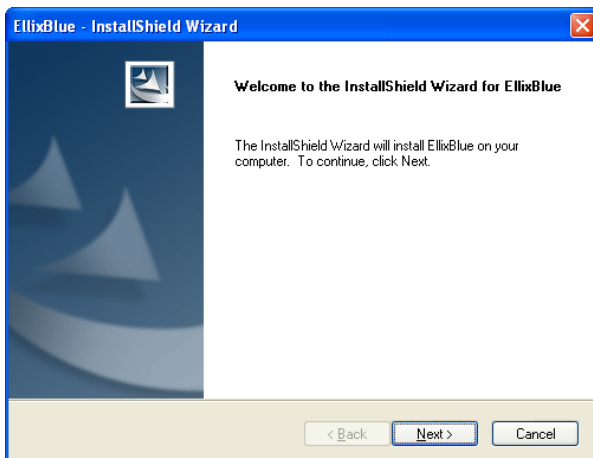 EllixBlue - InstallShield Wizard
Welcome to the InstallShield Wizard for EllixBlue
The InstallShield Wizard will install EllixBlue on your
computer. To continue, click Next.
< Back
Next >
Cancel